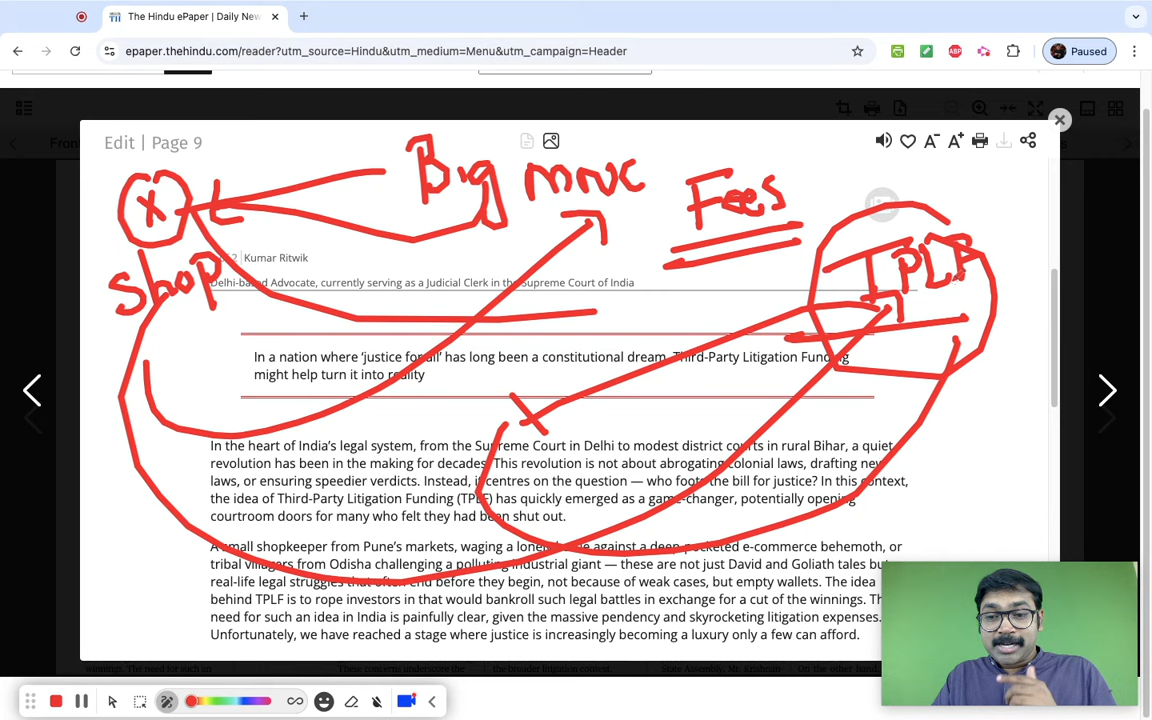 The Hindu ePaper | Daily New
epaper.thehindu.com/reader?utm_source=Hindu&utm_medium=Menu&utm_campaign=Header
ABP
Paused
Edit | Page 9
A- A+
Big MNC
Fees
X t
TPLF
shop
Kumar Ritwik
Delhi-based Advocate, currently serving as a Judicial Clerk in the Supreme Court of India
In a nation where ‘justice for all’ has long been a constitutional dream, Third-Party Litigation Funding
might help turn it into reality
In the heart of India’s legal system, from the Supreme Court in Delhi to modest district courts in rural Bihar, a quiet
revolution has been in the making for decades. This revolution is not about abrogating colonial laws, drafting new
laws, or ensuring speedier verdicts. Instead, it centres on the question — who foots the bill for justice? In this context,
the idea of Third-Party Litigation Funding (TPLF) has quickly emerged as a game-changer, potentially opening
courtroom doors for many who felt they had been shut out.
A small shopkeeper from Pune’s markets, waging a lonely battle against a deep-pocketed e-commerce behemoth, or
tribal villagers from Odisha challenging a polluting industrial giant — these are not just David and Goliath tales but
real-life legal struggles that often end before they begin, not because of weak cases, but empty wallets. The idea
behind TPLF is to rope investors in that would bankroll such legal battles in exchange for a cut of the winnings. Th
need for such an idea in India is painfully clear, given the massive pendency and skyrocketing litigation expenses.
Unfortunately, we have reached a stage where justice is increasingly becoming a luxury only a few can afford.